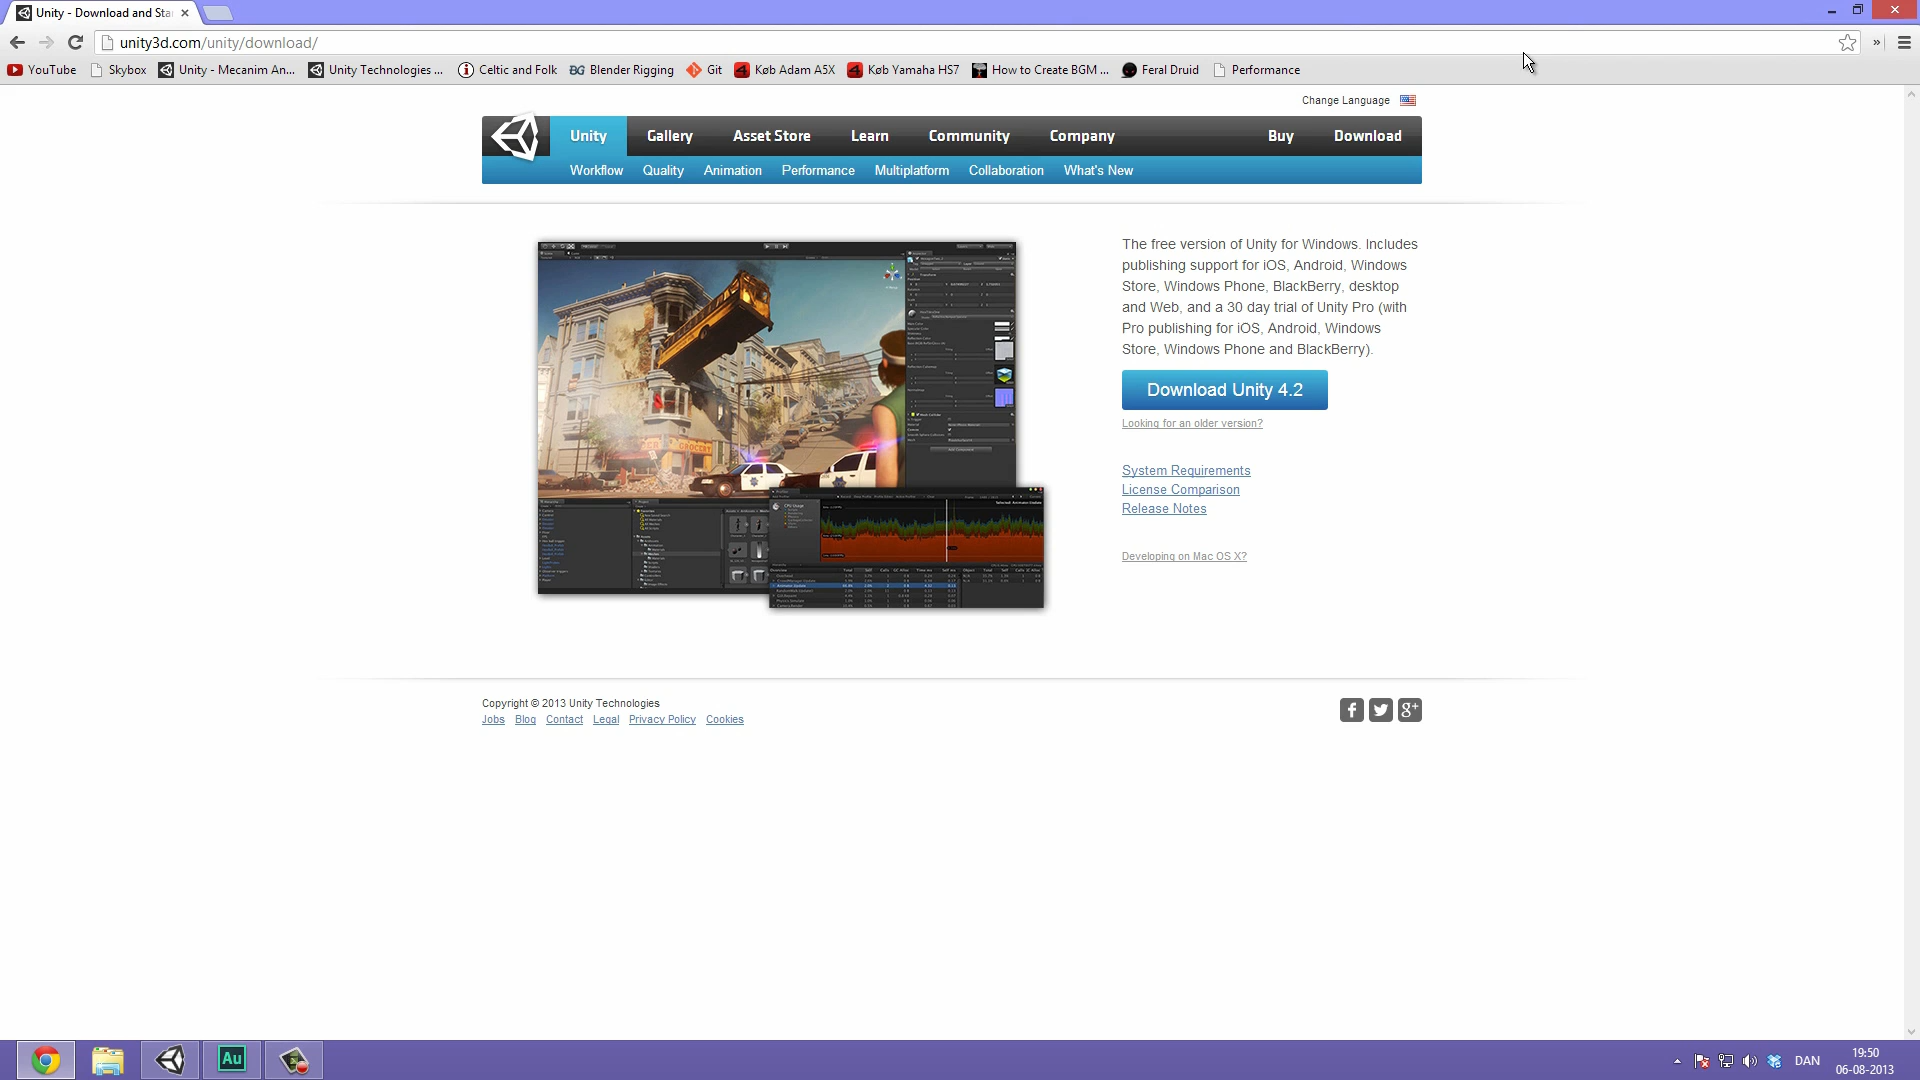 Unity - Download and Sta
unity3d.com/unity/download/
YouTube Skybox Unity - Mecanim An... Unity Technologies ... Celtic and Folk BG Blender Rigging Git Køb Adam A5X Køb Yamaha HS7 How to Create BGM ... Feral Druid Performance
Change Language
Unity Gallery Asset Store Learn Community Company Buy Download
Workflow Quality Animation Performance Multiplatform Collaboration What's New
The free version of Unity for Windows. Includes
publishing support for iOS, Android, Windows
Store, Windows Phone, BlackBerry, desktop
and Web, and a 30 day trial of Unity Pro (with
Pro publishing for iOS, Android, Windows
Store, Windows Phone and BlackBerry).
Download Unity 4.2
Looking for an older version?
System Requirements
License Comparison
Release Notes
Developing on Mac OS X?
GROCERY
Copyright © 2013 Unity Technologies
Jobs Blog Contact Legal Privacy Policy Cookies
Au
DAN
19:50
06-08-2013